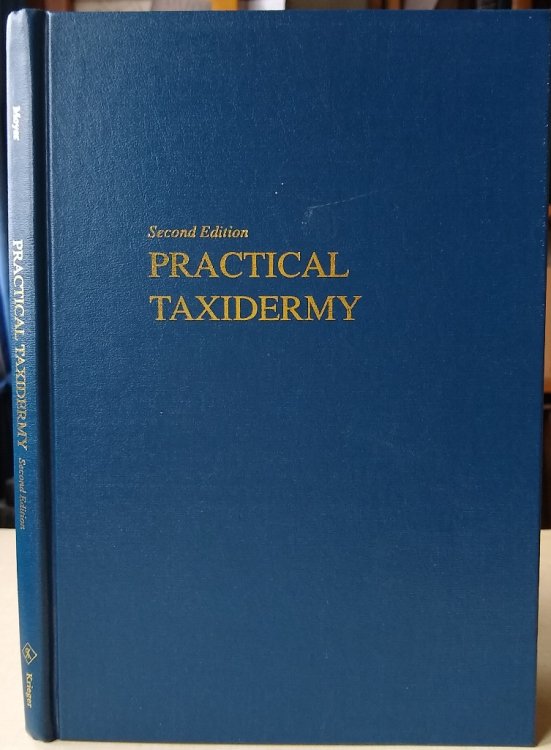 Second Edition
PRACTICAL
TAXIDERMY
Moyer
PRACTICAL TAXIDERMY Second Edition
Krieger